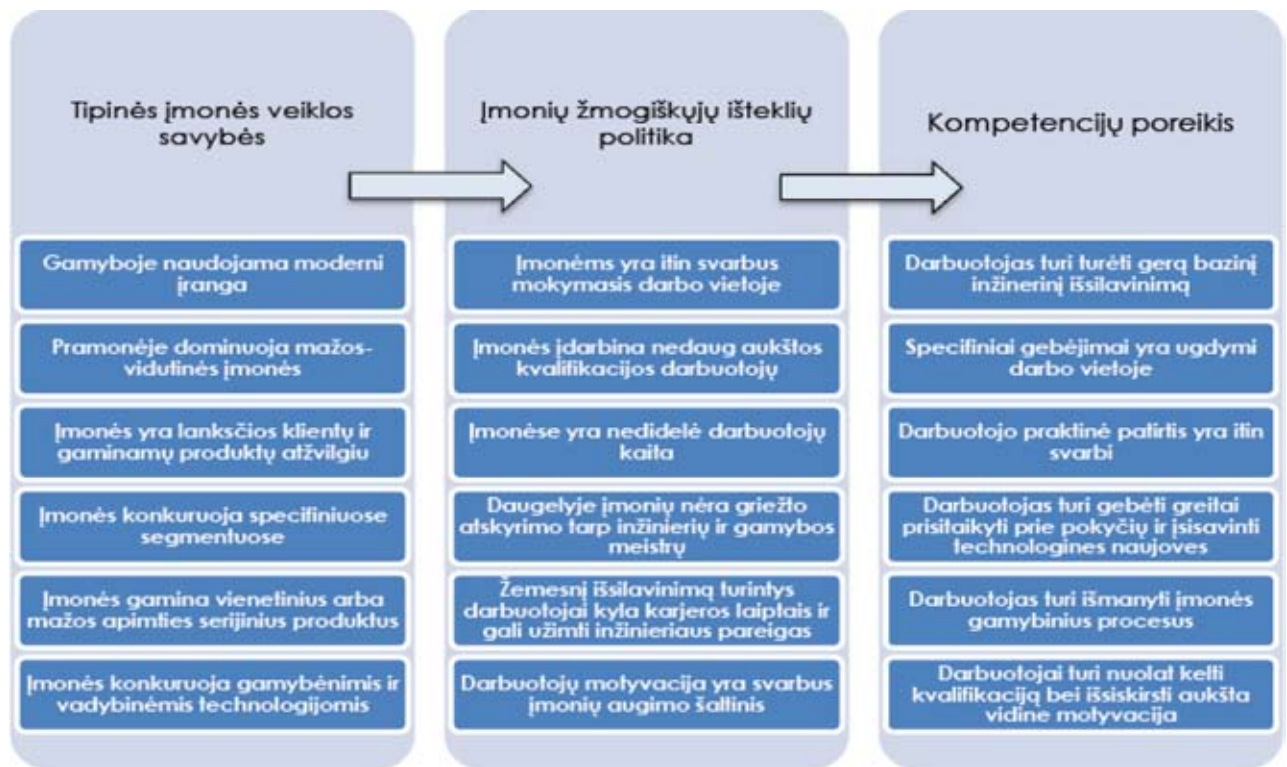 Tipinės įmonės veiklos
savybės
Gamyboje naudojama moderni
įranga
Pramonėje dominuoja mažos-
vidutinės įmonės
Įmonės yra lanksčios klientų ir
gaminamų produktų atžvilgiu
Įmonės konkuruoja specifiniuose
segmentuose
Įmonės gamina vienetinius arba
mažos apimties serijinius produktus
Įmonės konkuruoja gamybėnimis ir
vadybinėmis technologijomis
Įmonių žmogiškųjų išteklių
politika
Įmonėms yra itin svarbus
mokymasis darbo vietoje
Įmonės įdarbina nedaug aukštos
kvalifikacijos darbuotojų
Įmonėse yra nedidelė darbuotojų
kaita
Daugelyje įmonių nėra griežto
atskyrimo tarp inžinierių ir gamybos
meistrų
Žemesnį išsilavinimą turintys
darbuotojai kyla karjeros laiptais ir
gali užimti inžinieriaus pareigas
Darbuotojų motyvacija yra svarbus
įmonių augimo šaltinis
Kompetencijų poreikis
Darbuotojas turi turėti gerą bazinį
inžinerinį išsilavinimą
Specifiniai gebėjimai yra ugdymi
darbo vietoje
Darbuotojo praktinė patirtis yra itin
svarbi
Darbuotojas turi gebėti greitai
prisitaikyti prie pokyčių ir įsisavinti
technologines naujoves
Darbuotojas turi išmanyti įmonės
gamybinius procesus
Darbuotojai turi nuolat kelti
kvalifikaciją bei išsiskirsti aukšta
vidine motyvacija